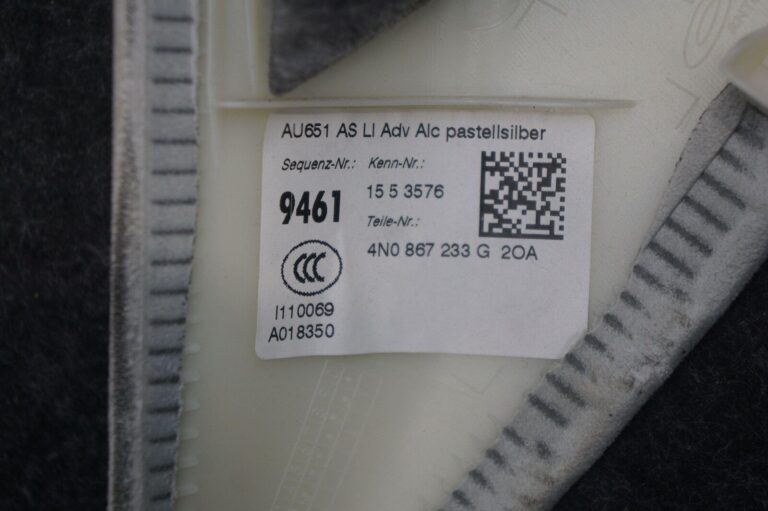 AU651 AS LI Adv Alc pastellsilber
Sequenz-Nr.: Kenn-Nr.:
9461 15 5 3576
Teile-Nr.:
4N0 867 233 G 2OA
CCC
I110069
A018350